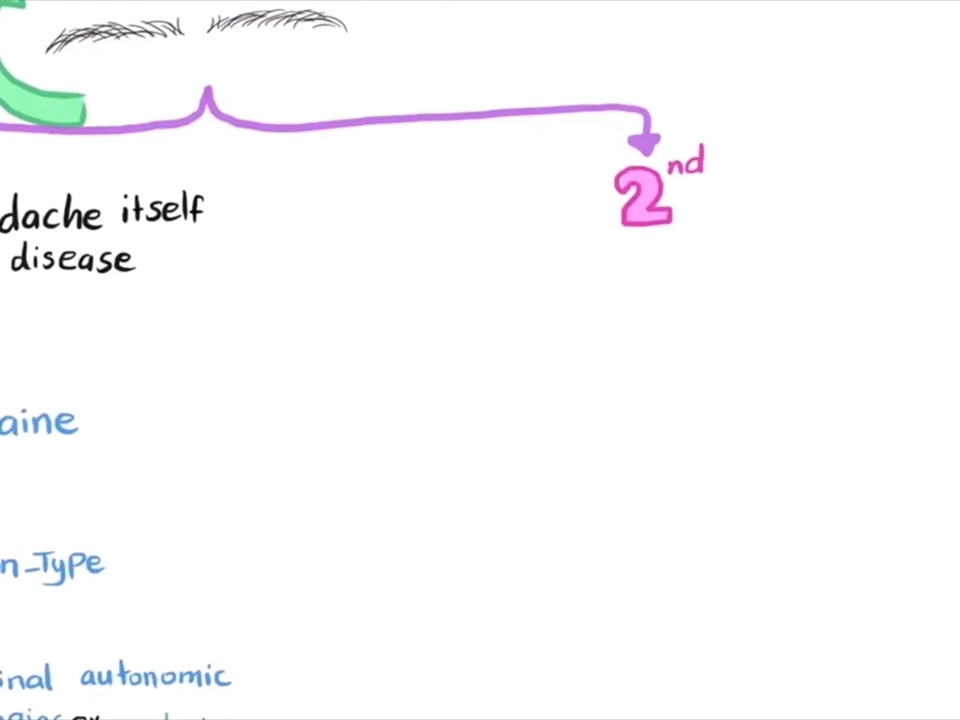 2nd
dache itself
disease
aine
n-Type
inal autonomic